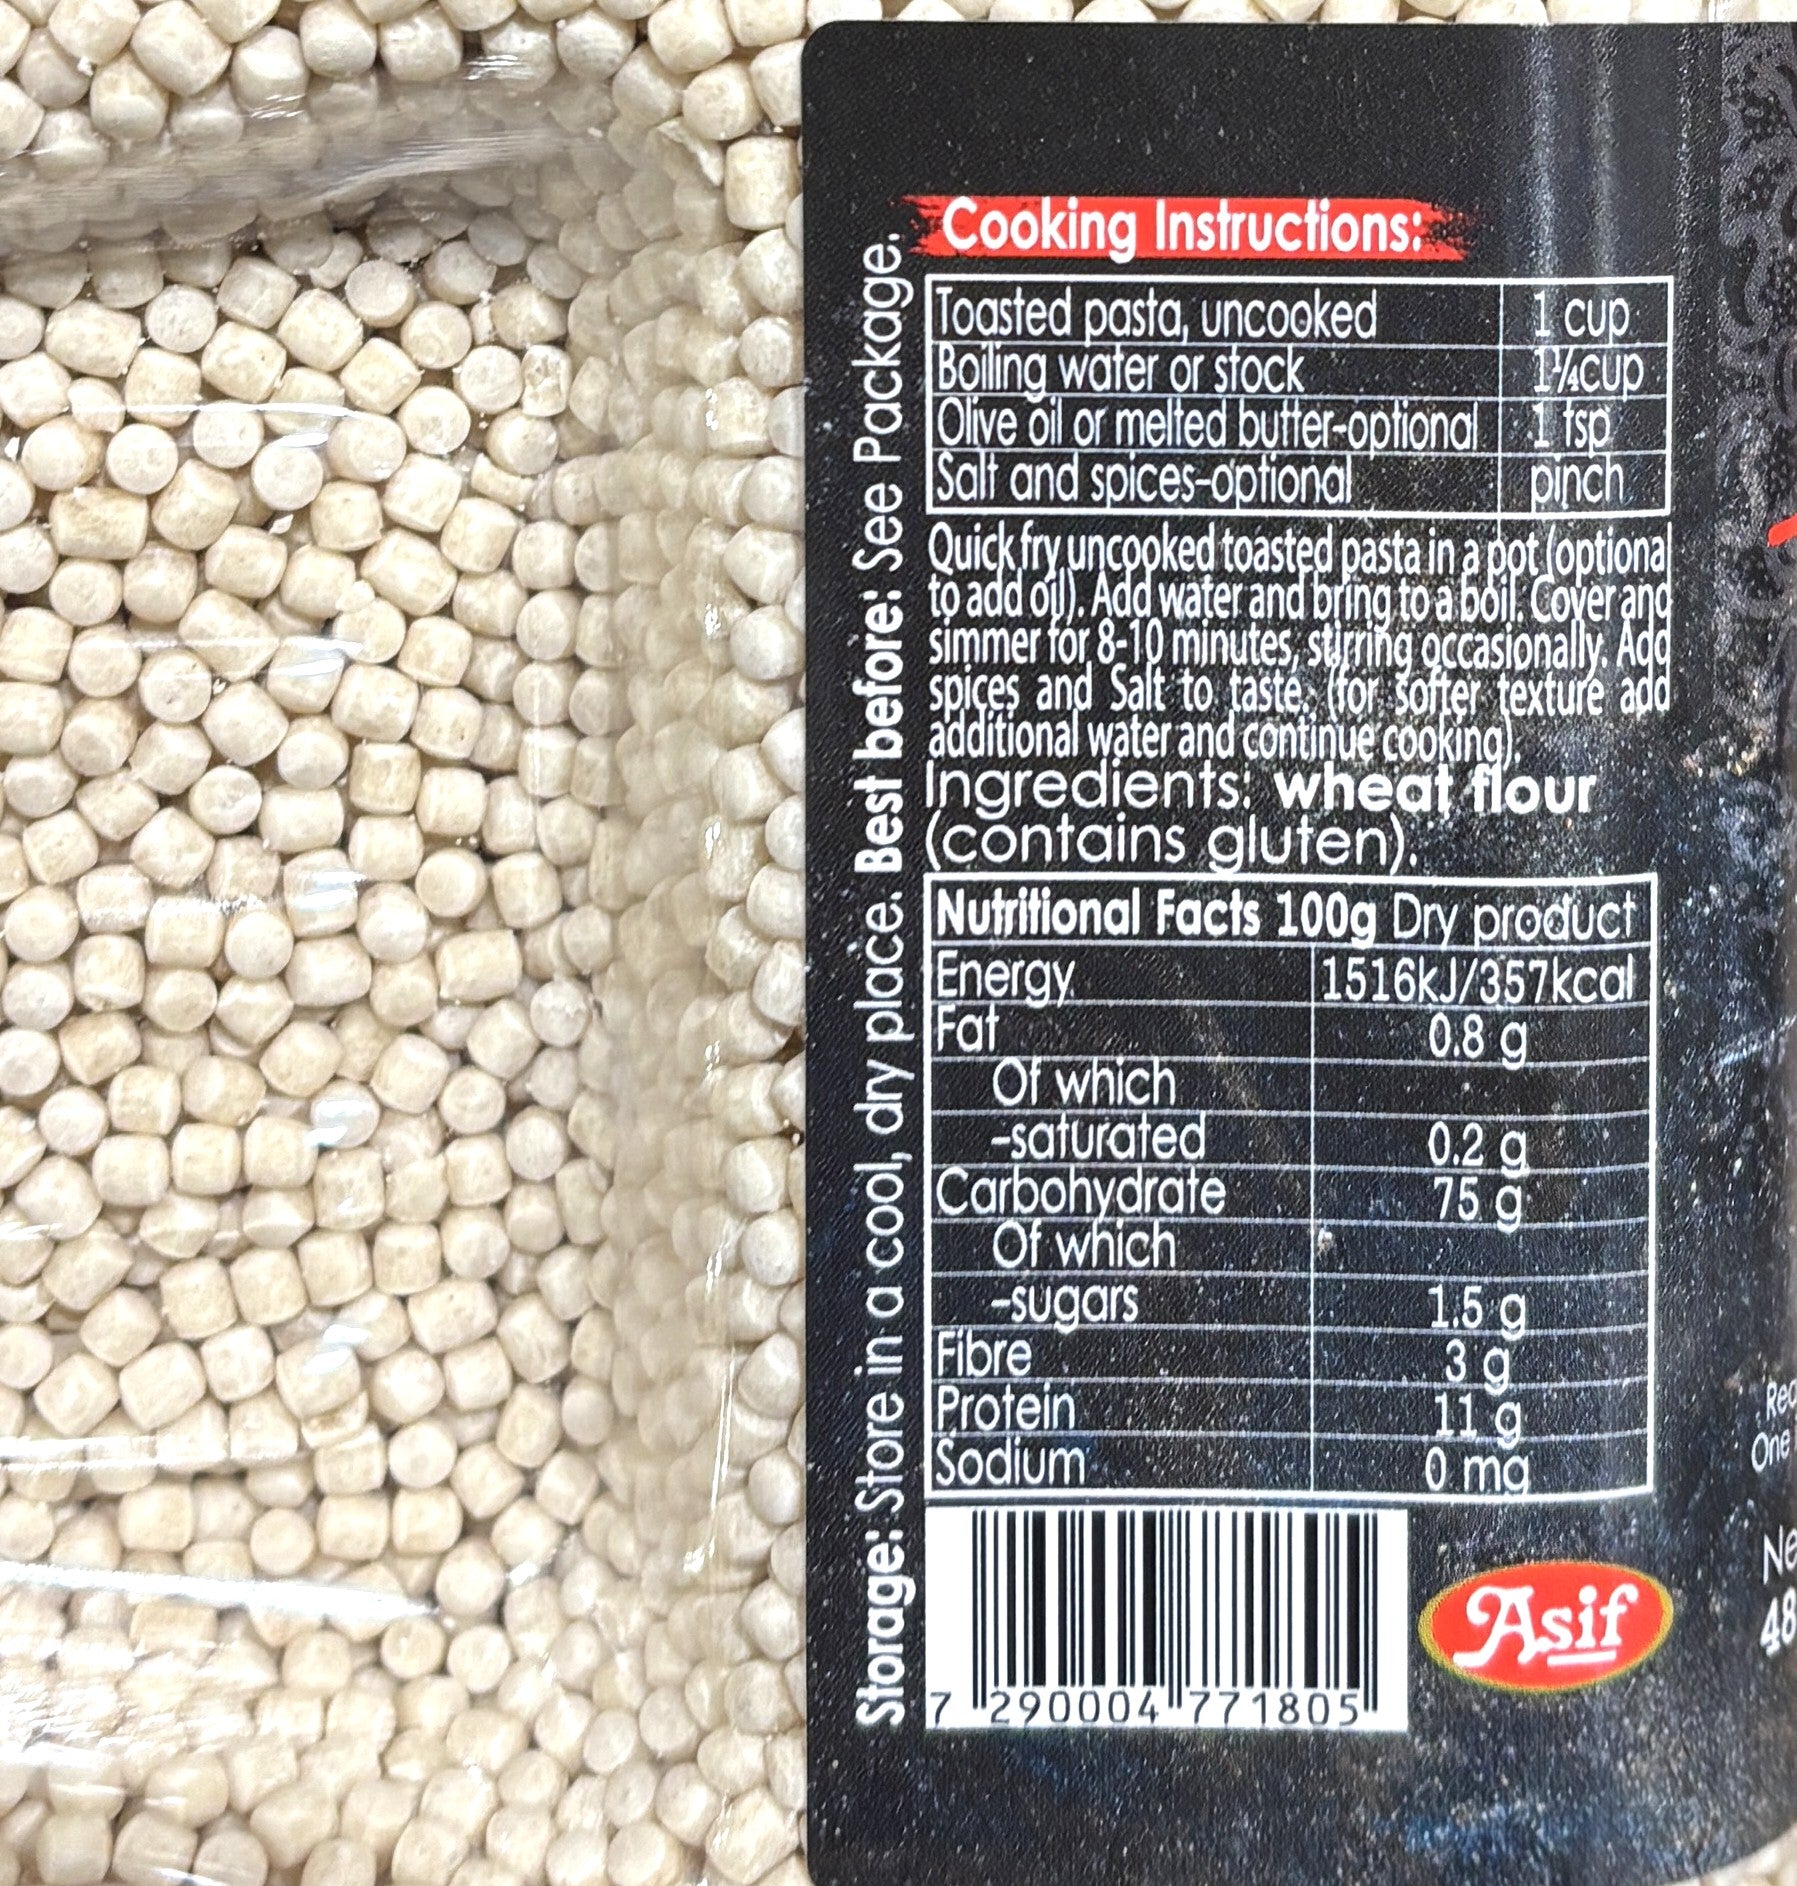 Cooking Instructions:
Toasted pasta, uncooked 1 cup
Boiling water or stock 1¼cup
Olive oil or melted butter-optional 1 tsp
Salt and spices-optional pinch
Quick fry uncooked toasted pasta in a pot (optional
to add oil). Add water and bring to a boil. Cover and
simmer for 8-10 minutes, stirring occasionally. Add
spices and Salt to taste. (for softer texture add
additional water and continue cooking).
Ingredients: wheat flour
(contains gluten).
Nutritional Facts 100g Dry product
Energy 1516kJ/357kcal
Fat 0.8 g
Of which
-saturated 0.2 g
Carbohydrate 75 g
Of which
-sugars 1.5 g
Fibre 3 g
Protein 11 g
Sodium 0 mg
7 290004 771805
Asif
Storage: Store in a cool, dry place. Best before: See Package.
One
48